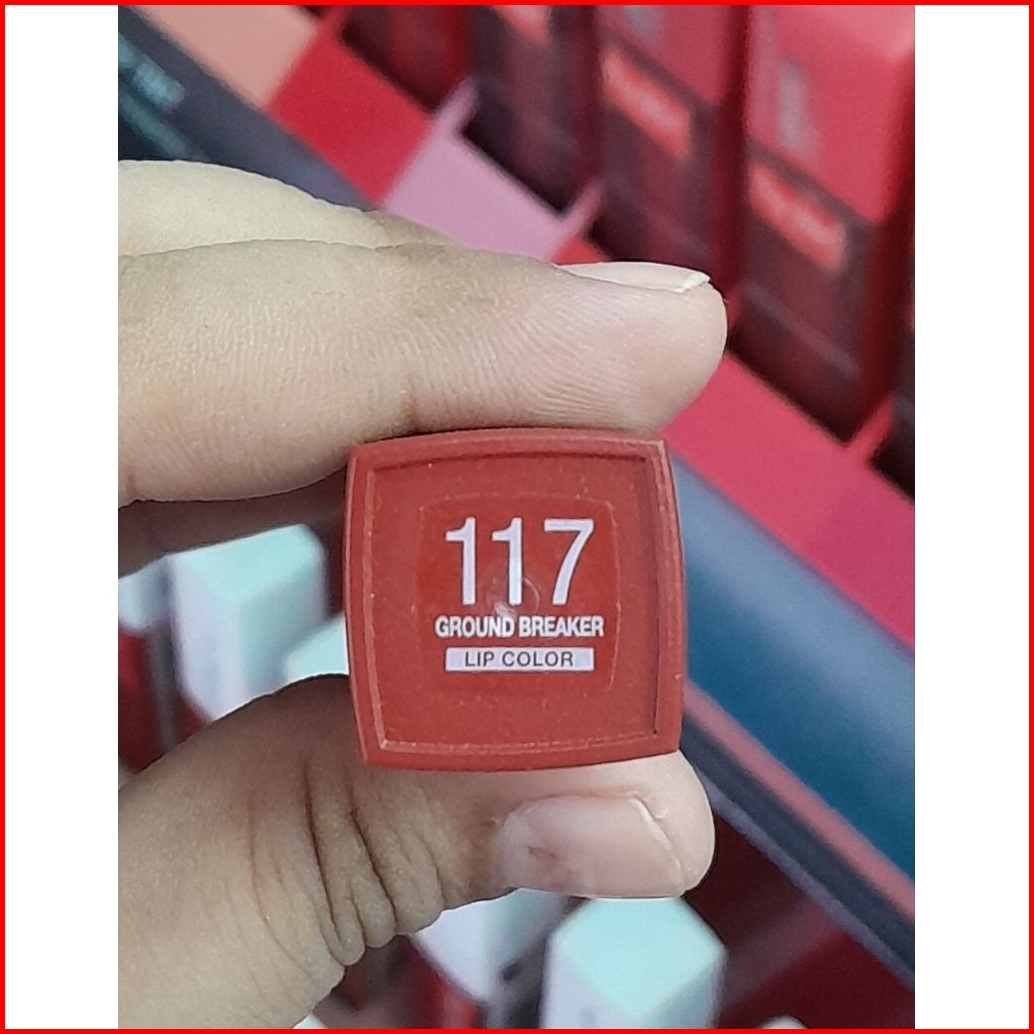 117
GROUND BREAKER
LIP COLOR